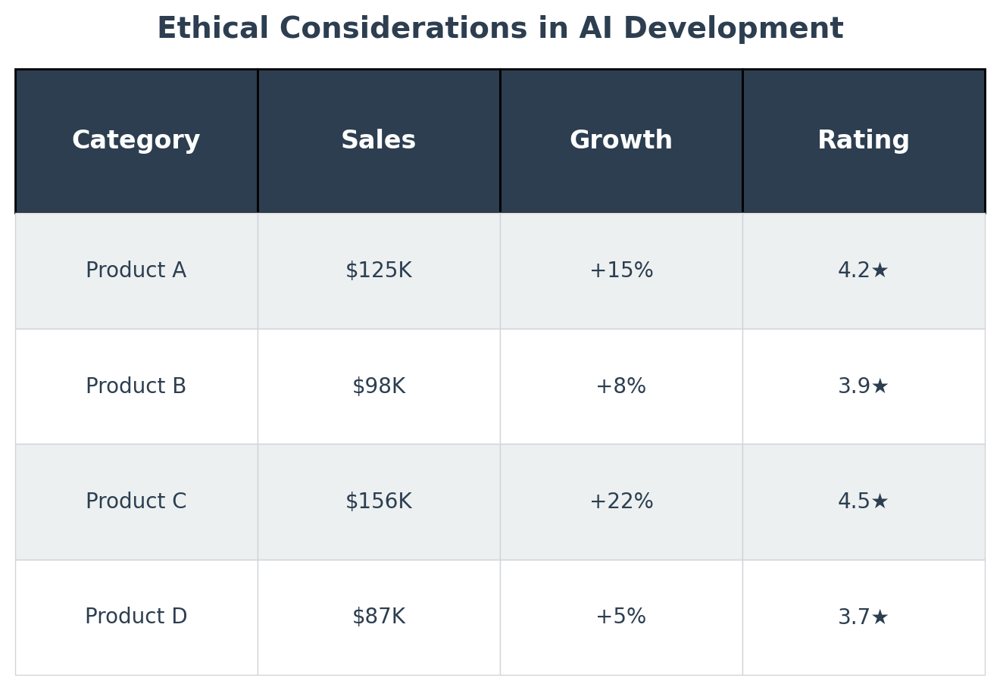 Ethical Considerations in AI Development
Category Sales Growth Rating
Product A $125K +15% 4.2★
Product B $98K +8% 3.9★
Product C $156K +22% 4.5★
Product D $87K +5% 3.7★